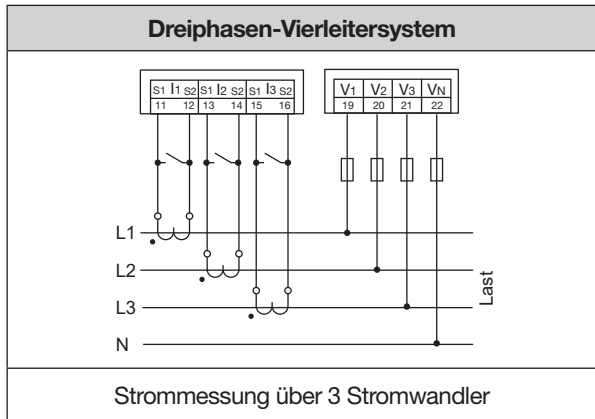 Dreiphasen-Vierleitersystem
S1 I1 S2 S1 I2 S2 S1 I3 S2
11 12 13 14 15 16
V1 V2 V3 VN
19 20 21 22
L1
L2
L3
N
Last
Strommessung über 3 Stromwandler